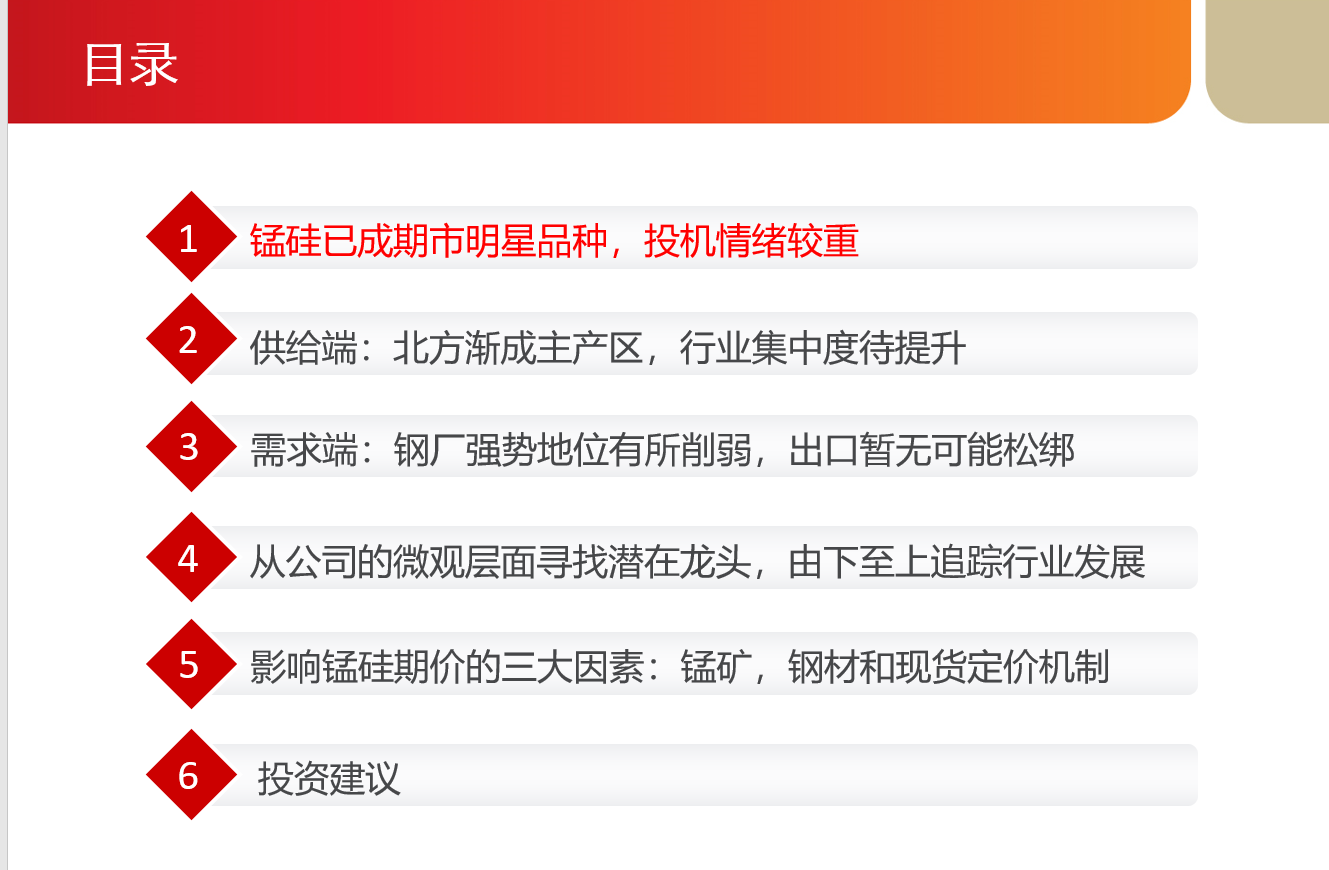 目录
1 锰硅已成期市明星品种，投机情绪较重
2 供给端：北方渐成主产区，行业集中度待提升
3 需求端：钢厂强势地位有所削弱，出口暂无可能松绑
4 从公司的微观层面寻找潜在龙头，由下至上追踪行业发展
5 影响锰硅期价的三大因素：锰矿，钢材和现货定价机制
6 投资建议